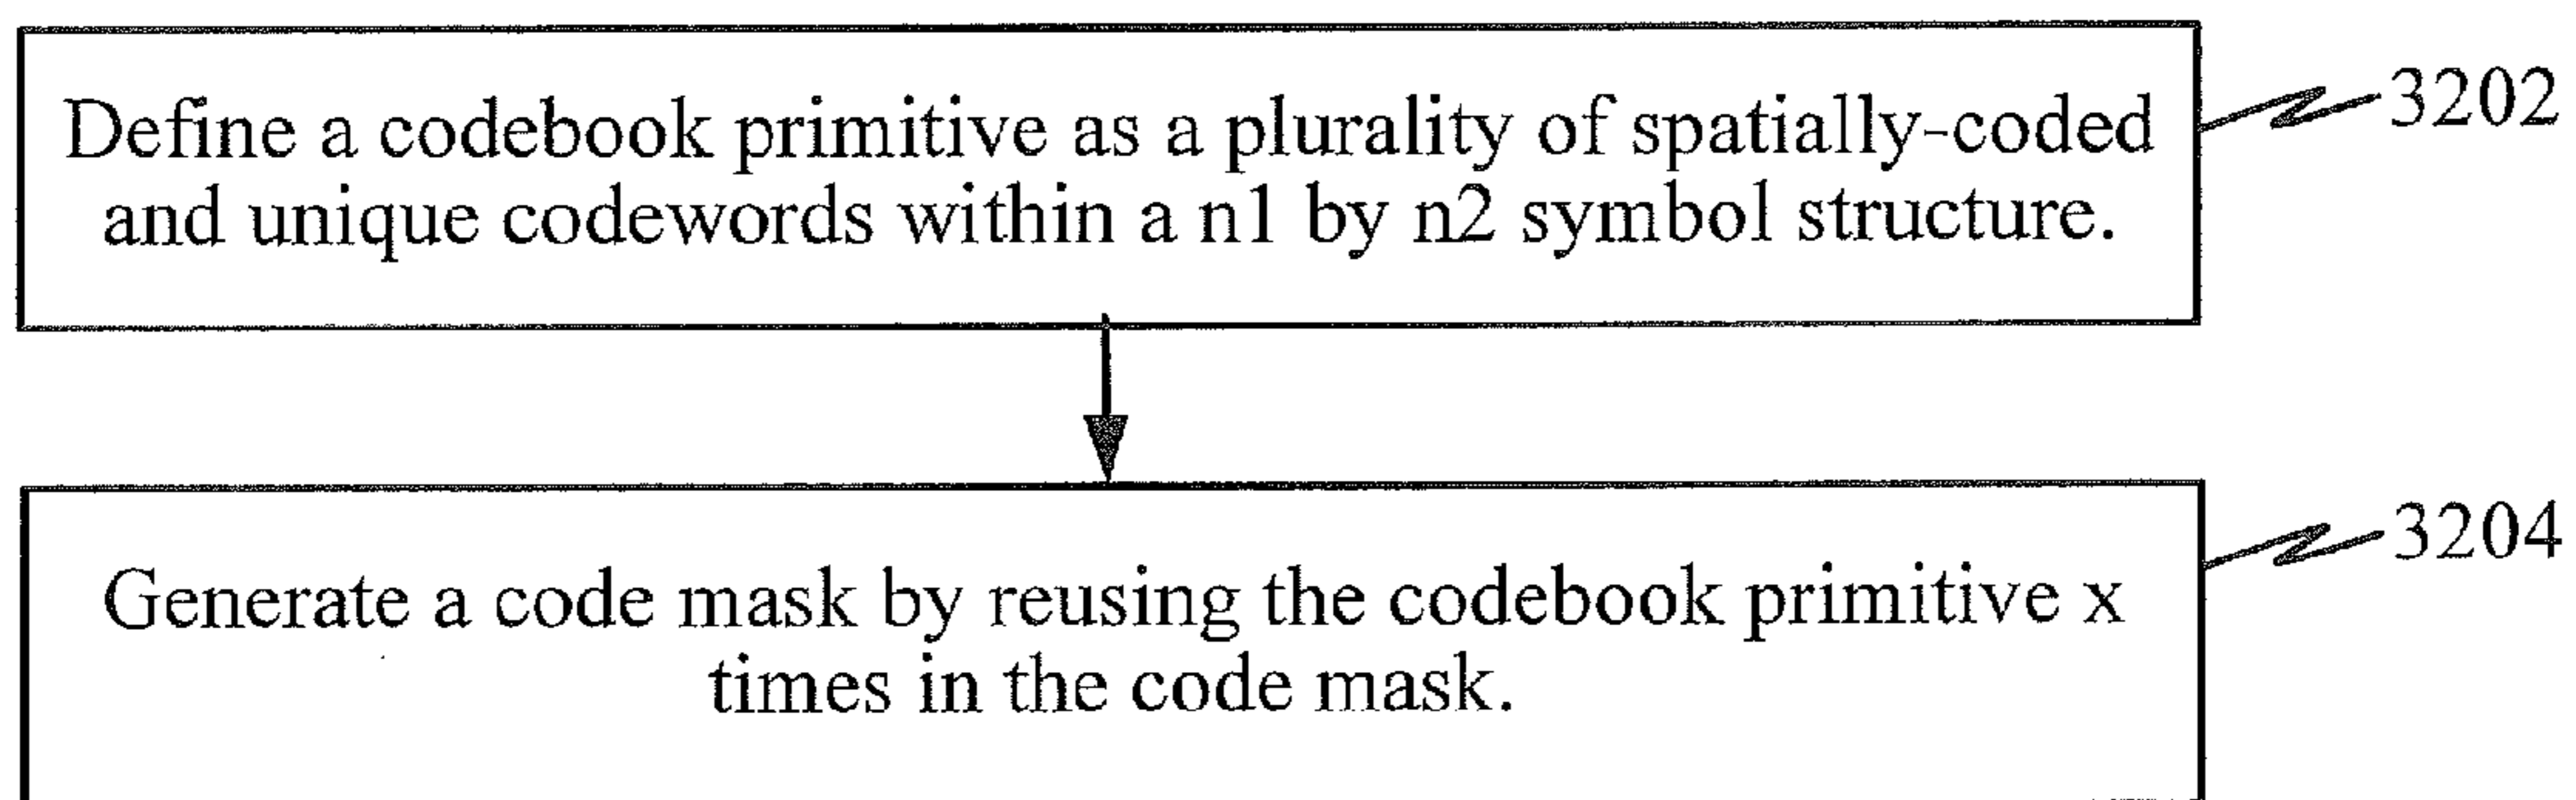 Define a codebook primitive as a plurality of spatially-coded
and unique codewords within a n1 by n2 symbol structure.
3202
Generate a code mask by reusing the codebook primitive x
times in the code mask.
3204